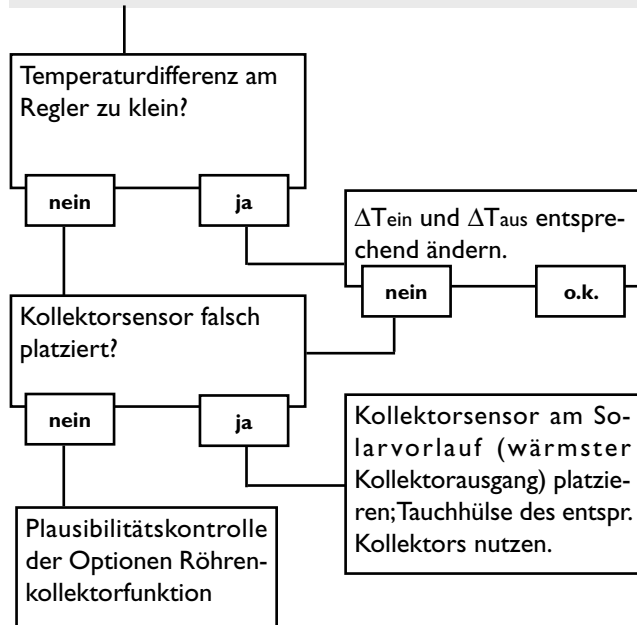 Temperaturdifferenz am
Regler zu klein?
nein
ja
ΔTein und ΔTaus entspre-
chend ändern.
nein
o.k.
Kollektorsensor falsch
platziert?
nein
ja
Kollektorsensor am So-
larvorlauf (wärmster
Kollektorausgang) platzie-
ren;Tauchhülse des entspr.
Kollektors nutzen.
Plausibilitätskontrolle
der Optionen Röhren-
kollektorfunktion